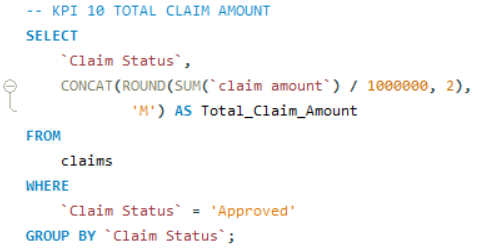 -- KPI 10 TOTAL CLAIM AMOUNT
SELECT
`Claim Status`,
CONCAT(ROUND(SUM(`claim amount`) / 1000000, 2),
'M') AS Total_Claim_Amount
FROM
claims
WHERE
`Claim Status` = 'Approved'
GROUP BY `Claim Status`;